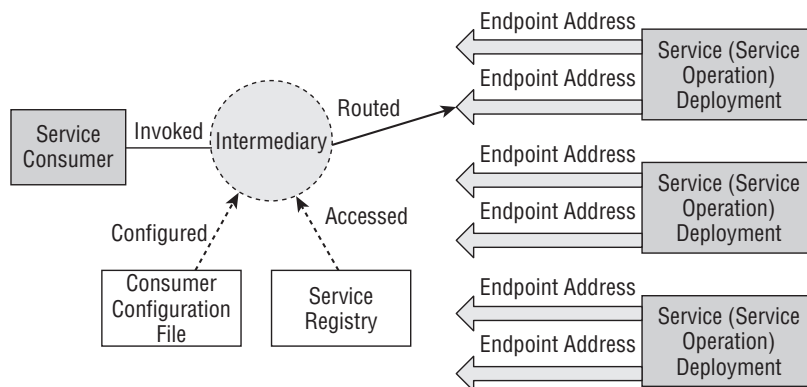 Service
Consumer
Invoked
Intermediary
Routed
Configured
Accessed
Consumer
Configuration
File
Service
Registry
Endpoint Address
Endpoint Address
Service (Service
Operation)
Deployment
Endpoint Address
Endpoint Address
Service (Service
Operation)
Deployment
Endpoint Address
Endpoint Address
Service (Service
Operation)
Deployment